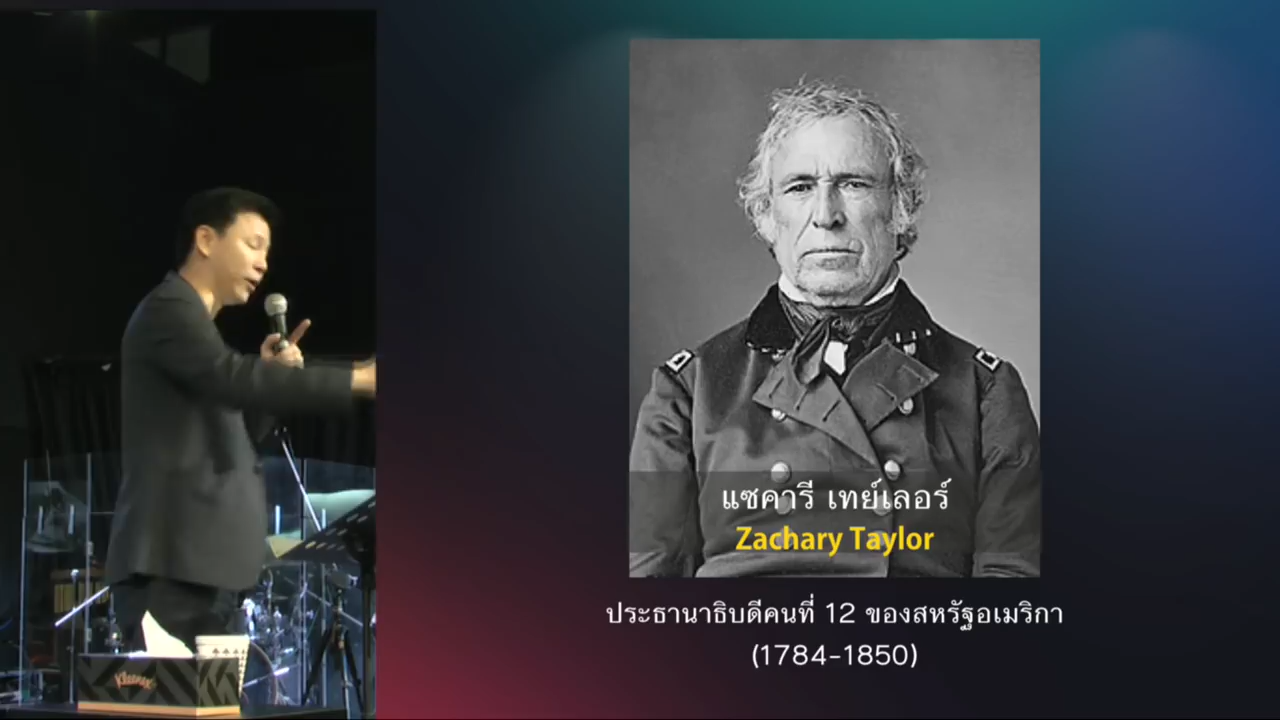 แซคารี เทย์เลอร์
Zachary Taylor
ประธานาธิบดีคนที่ 12 ของสหรัฐอเมริกา
(1784-1850)
Kleenex